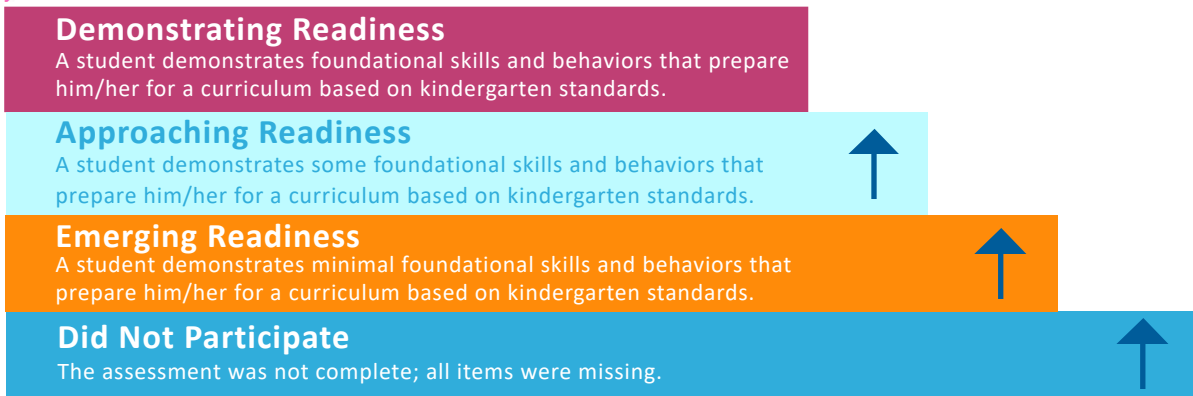 Demonstrating Readiness
A student demonstrates foundational skills and behaviors that prepare
him/her for a curriculum based on kindergarten standards.
Approaching Readiness
A student demonstrates some foundational skills and behaviors that
prepare him/her for a curriculum based on kindergarten standards.
Emerging Readiness
A student demonstrates minimal foundational skills and behaviors that
prepare him/her for a curriculum based on kindergarten standards.
Did Not Participate
The assessment was not complete; all items were missing.